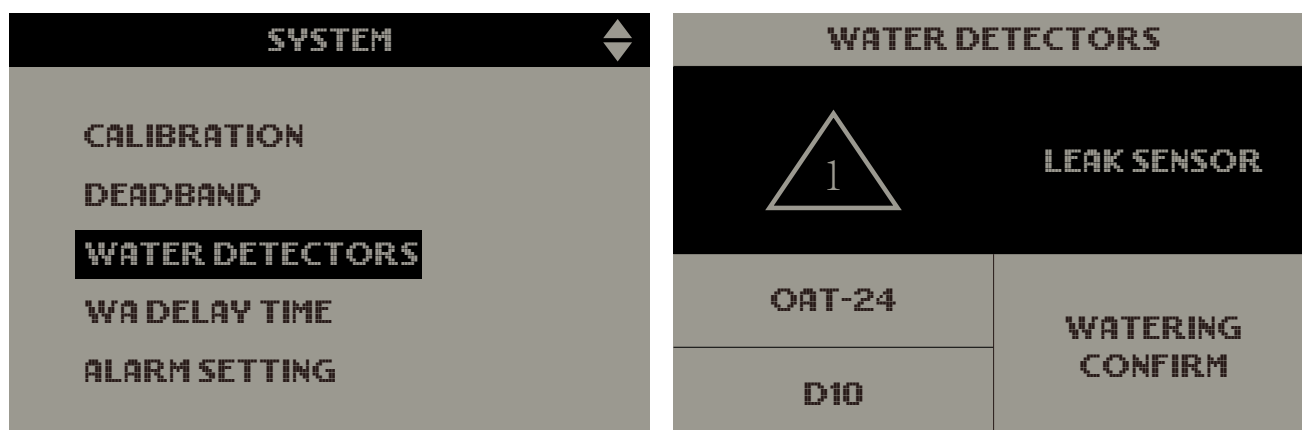 SYSTEM
CALIBRATION
DEADBAND
WATER DETECTORS
WA DELAY TIME
ALARM SETTING
WATER DETECTORS
1
LEAK SENSOR
OAT-24
D10
WATERING
CONFIRM